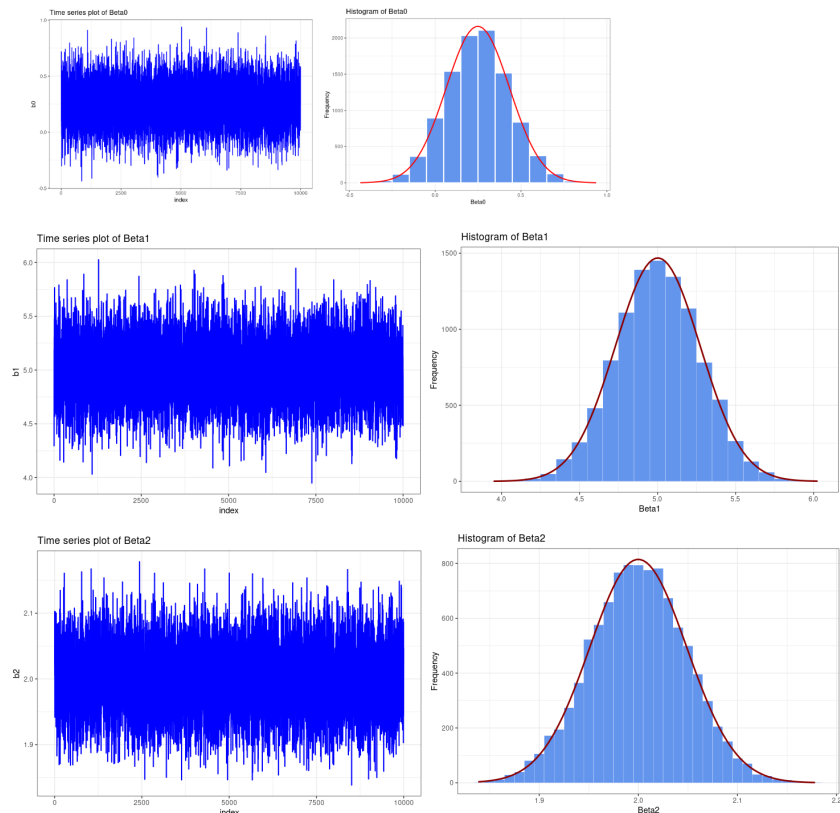 Time series plot of Beta0
1.0
0.5
0.0
-0.5
b0
0 2500 5000 7500 10000
index
Histogram of Beta0
2000
1500
1000
500
0
Frequency
-0.5 0.0 0.5 1.0
Beta0
Time series plot of Beta1
6.0
5.5
5.0
4.5
4.0
b1
0 2500 5000 7500 10000
index
Histogram of Beta1
1500
1000
500
0
Frequency
4.0 4.5 5.0 5.5 6.0
Beta1
Time series plot of Beta2
2.1
2.0
1.9
b2
0 2500 5000 7500 10000
index
Histogram of Beta2
800
600
400
200
0
Frequency
1.9 2.0 2.1 2.2
Beta2